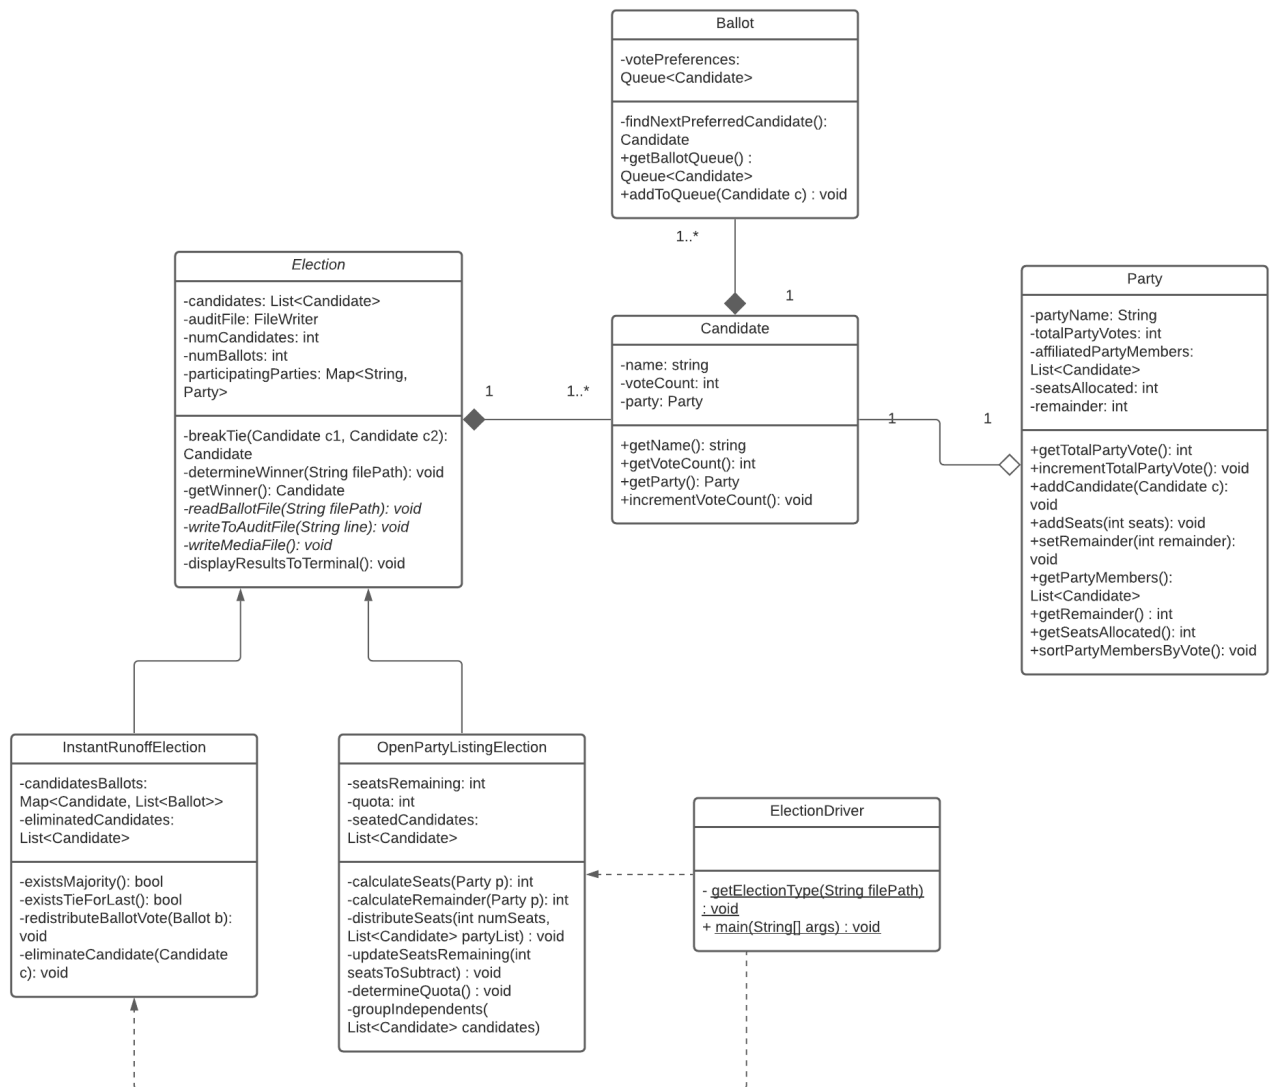 Ballot
-votePreferences:
Queue<Candidate>
-findNextPreferredCandidate():
Candidate
+getBallotQueue() :
Queue<Candidate>
+addToQueue(Candidate c) : void
1..*
1
Election
-candidates: List<Candidate>
-auditFile: FileWriter
-numCandidates: int
-numBallots: int
-participatingParties: Map<String,
Party>
-breakTie(Candidate c1, Candidate c2):
Candidate
-determineWinner(String filePath): void
-getWinner(): Candidate
-readBallotFile(String filePath): void
-writeToAuditFile(String line): void
-writeMediaFile(): void
-displayResultsToTerminal(): void
1
1..*
Candidate
-name: string
-voteCount: int
-party: Party
+getName(): string
+getVoteCount(): int
+getParty(): Party
+incrementVoteCount(): void
1
1
Party
-partyName: String
-totalPartyVotes: int
-affiliatedPartyMembers:
List<Candidate>
-seatsAllocated: int
-remainder: int
+getTotalPartyVote(): int
+incrementTotalPartyVote(): void
+addCandidate(Candidate c):
void
+addSeats(int seats): void
+setRemainder(int remainder):
void
+getPartyMembers():
List<Candidate>
+getRemainder() : int
+getSeatsAllocated(): int
+sortPartyMembersByVote(): void
InstantRunoffElection
-candidatesBallots:
Map<Candidate, List<Ballot>>
-eliminatedCandidates:
List<Candidate>
-existsMajority(): bool
-existsTieForLast(): bool
-redistributeBallotVote(Ballot b):
void
-eliminateCandidate(Candidate
c): void
OpenPartyListingElection
-seatsRemaining: int
-quota: int
-seatedCandidates:
List<Candidate>
-calculateSeats(Party p): int
-calculateRemainder(Party p): int
-distributeSeats(int numSeats,
List<Candidate> partyList) : void
-updateSeatsRemaining(int
seatsToSubtract) : void
-determineQuota() : void
-groupIndependents(
List<Candidate> candidates)
ElectionDriver
- getElectionType(String filePath)
: void
+ main(String[] args) : void